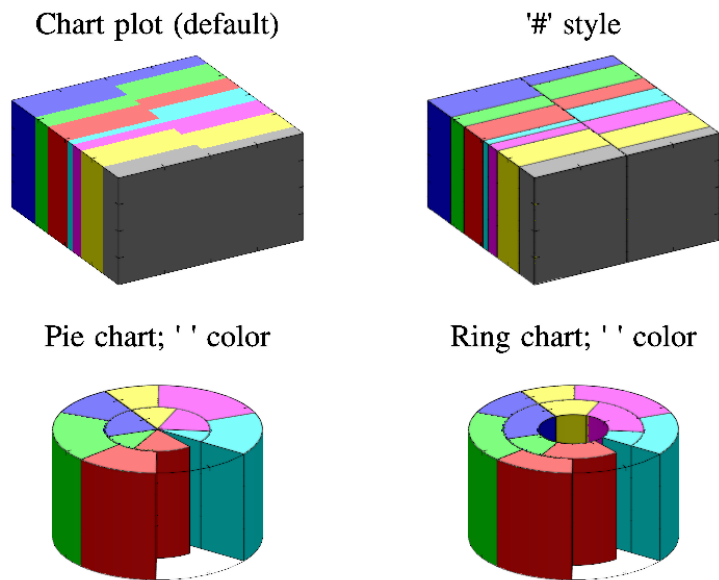 Chart plot (default)
'#' style
Pie chart; ' ' color
Ring chart; ' ' color